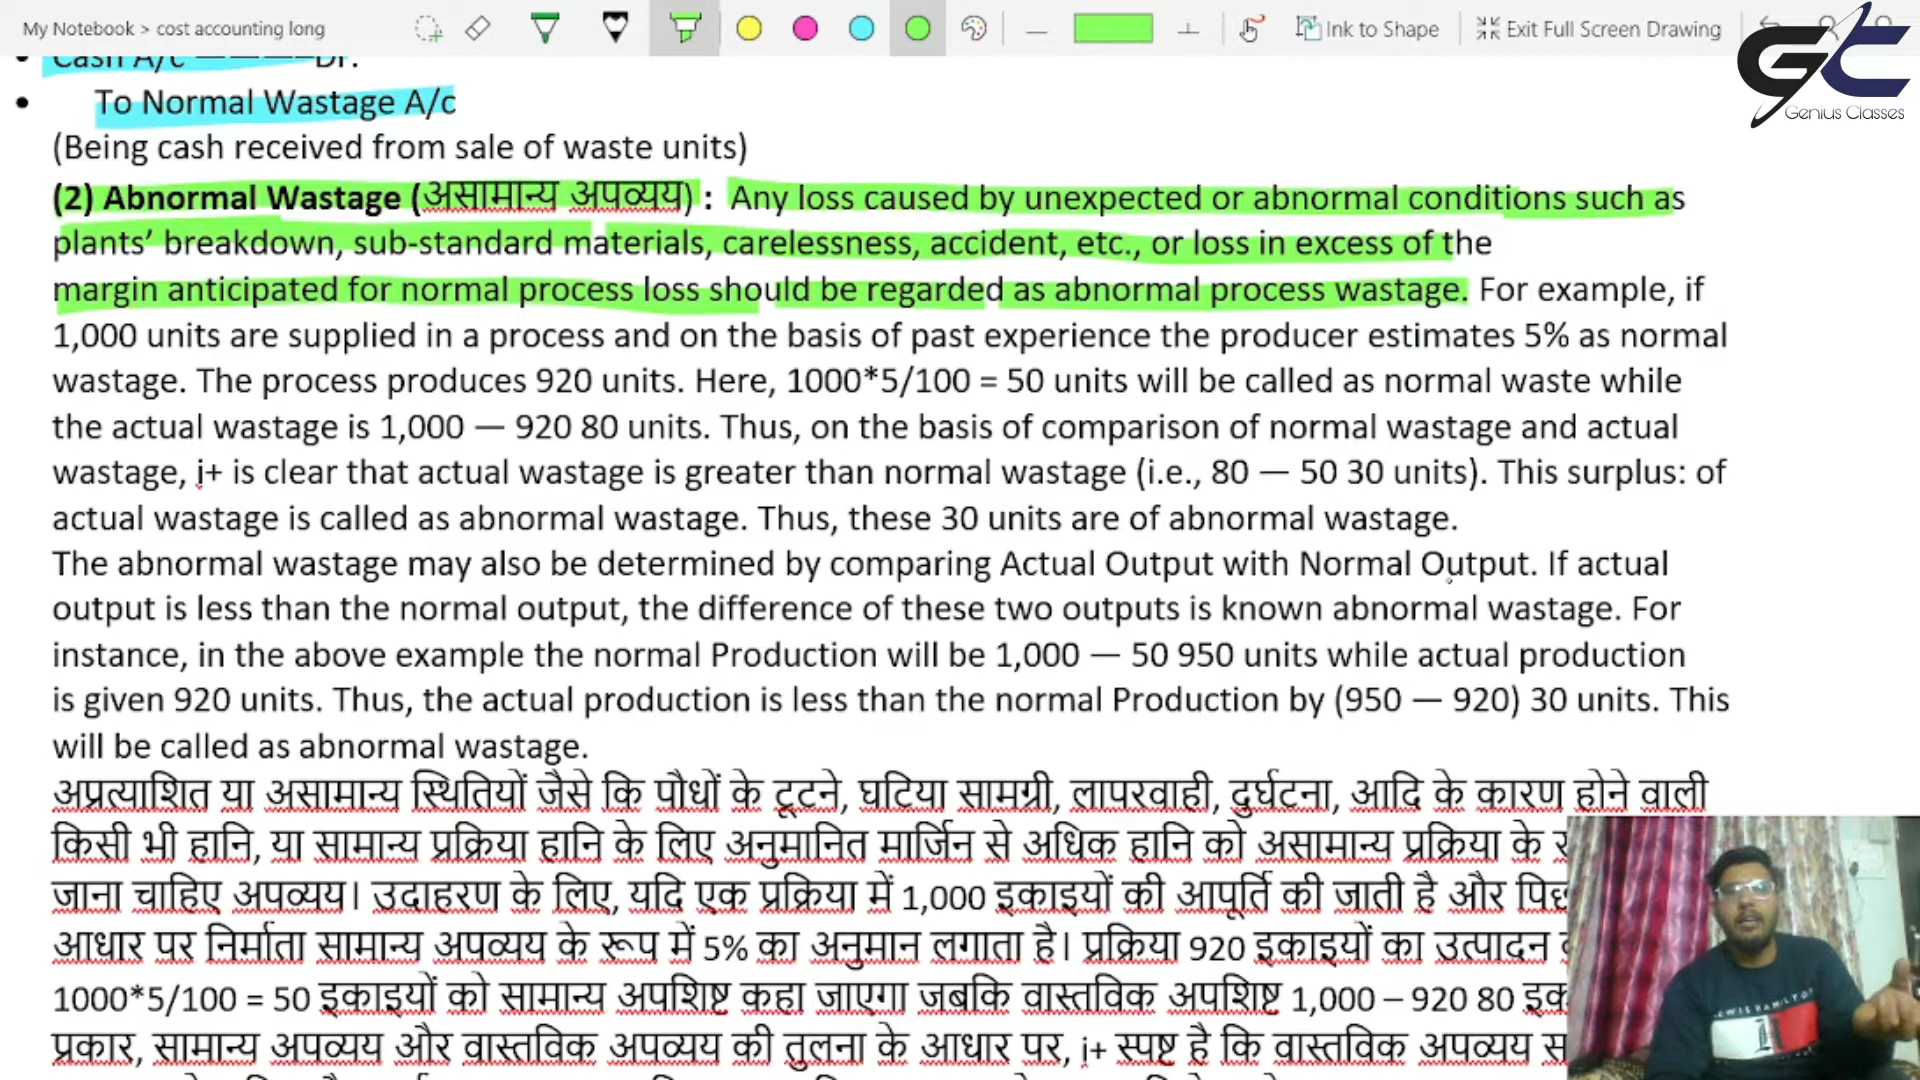 My Notebook > cost accounting long
Ink to Shape
Exit Full Screen Drawing
GC
Genius Classes
• Cash A/c ————Dr.
• To Normal Wastage A/c
(Being cash received from sale of waste units)
(2) Abnormal Wastage (असामान्य अपव्यय) : Any loss caused by unexpected or abnormal conditions such as
plants’ breakdown, sub-standard materials, carelessness, accident, etc., or loss in excess of the
margin anticipated for normal process loss should be regarded as abnormal process wastage. For example, if
1,000 units are supplied in a process and on the basis of past experience the producer estimates 5% as normal
wastage. The process produces 920 units. Here, 1000*5/100 = 50 units will be called as normal waste while
the actual wastage is 1,000 — 920 80 units. Thus, on the basis of comparison of normal wastage and actual
wastage, i+ is clear that actual wastage is greater than normal wastage (i.e., 80 — 50 30 units). This surplus: of
actual wastage is called as abnormal wastage. Thus, these 30 units are of abnormal wastage.
The abnormal wastage may also be determined by comparing Actual Output with Normal Output. If actual
output is less than the normal output, the difference of these two outputs is known abnormal wastage. For
instance, in the above example the normal Production will be 1,000 — 50 950 units while actual production
is given 920 units. Thus, the actual production is less than the normal Production by (950 — 920) 30 units. This
will be called as abnormal wastage.
अप्रत्याशित या असामान्य स्थितियों जैसे कि पौधों के टूटने, घटिया सामग्री, लापरवाही, दुर्घटना, आदि के कारण होने वाली
किसी भी हानि, या सामान्य प्रक्रिया हानि के लिए अनुमानित मार्जिन से अधिक हानि को असामान्य प्रक्रिया के
जाना चाहिए अपव्यय। उदाहरण के लिए, यदि एक प्रक्रिया में 1,000 इकाइयों की आपूर्ति की जाती है और
आधार पर निर्माता सामान्य अपव्यय के रूप में 5% का अनुमान लगाता है। प्रक्रिया 920 इकाइयों का उत्पादन
1000*5/100 = 50 इकाइयों को सामान्य अपशिष्ट कहा जाएगा जबकि वास्तविक अपशिष्ट 1,000 – 920 80
प्रकार, सामान्य अपव्यय और वास्तविक अपव्यय की तुलना के आधार पर, i+ स्पष्ट है कि वास्तविक अपव्यय